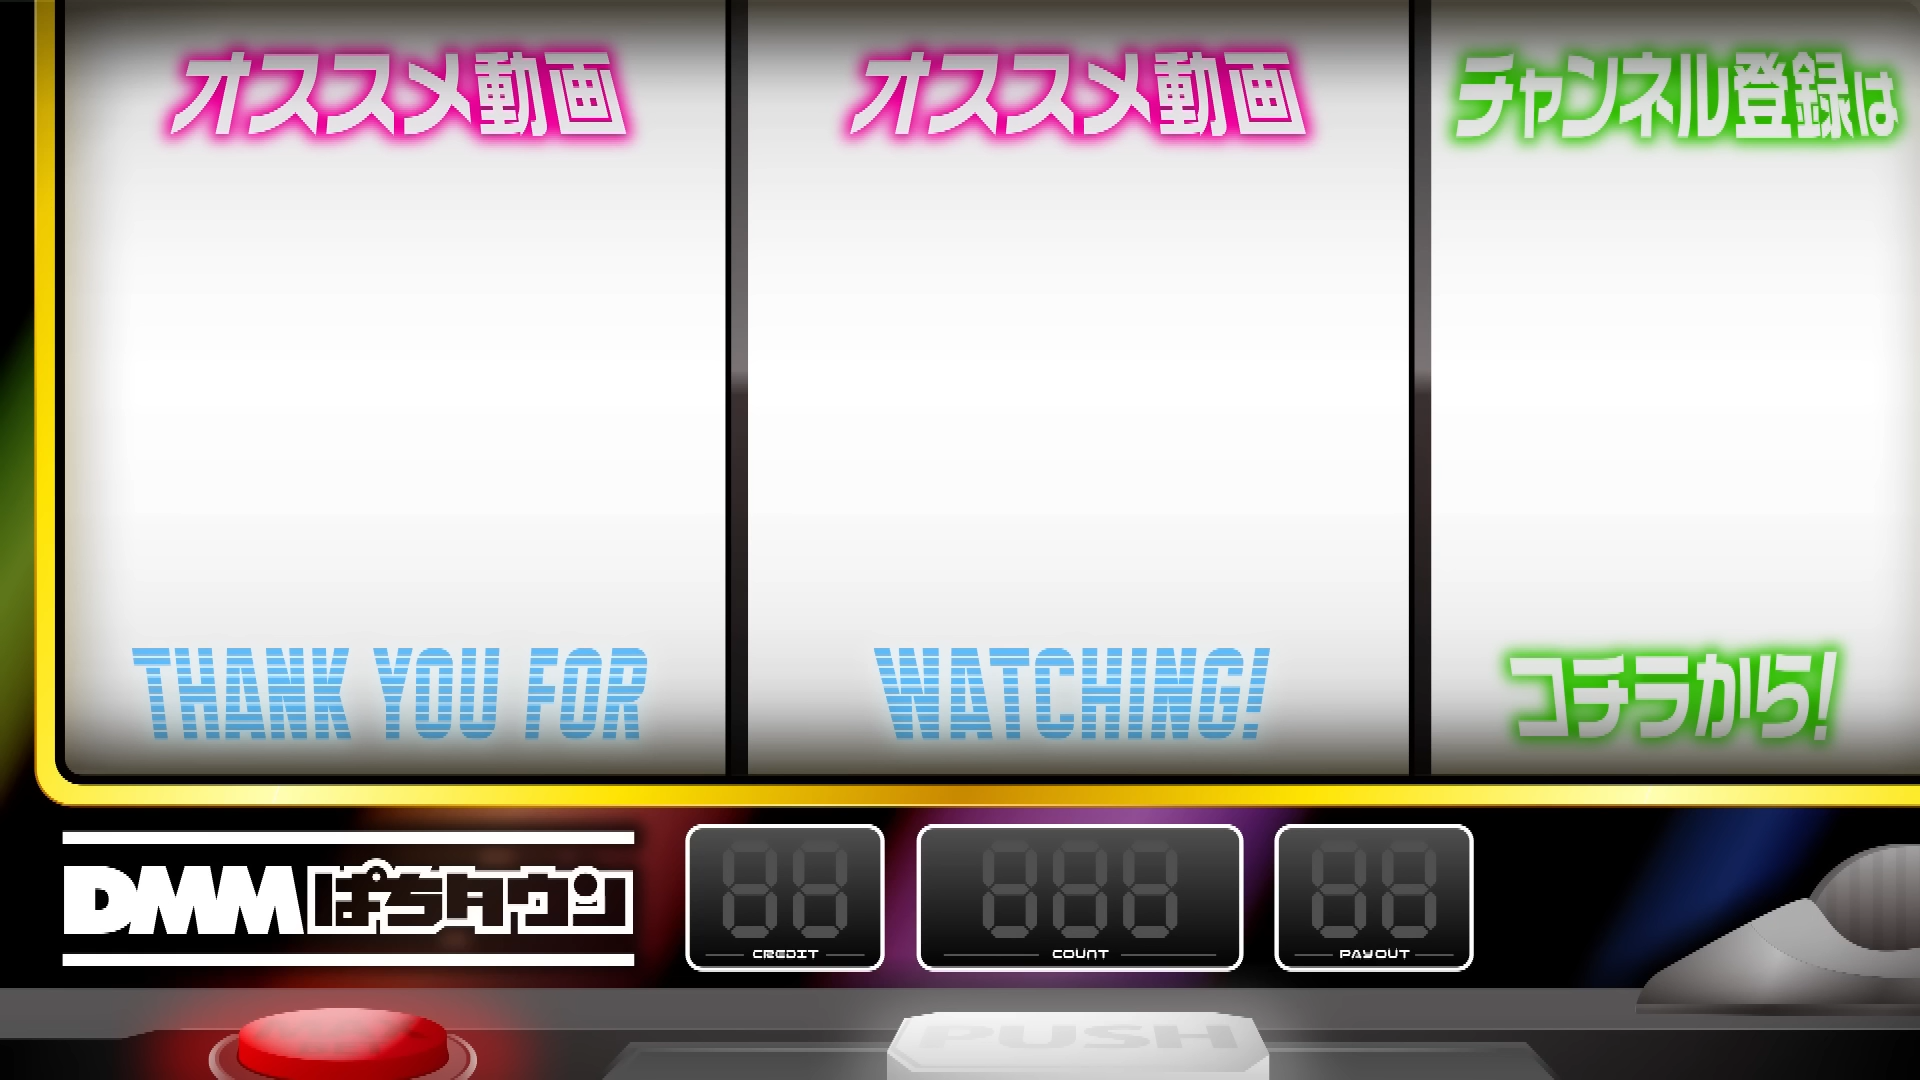 オススメ動画
オススメ動画
チャンネル登録は
THANK YOU FOR
WATCHING!
コチラから!
DMMぱちタウン
CREDIT
COUNT
PAYOUT
PUSH